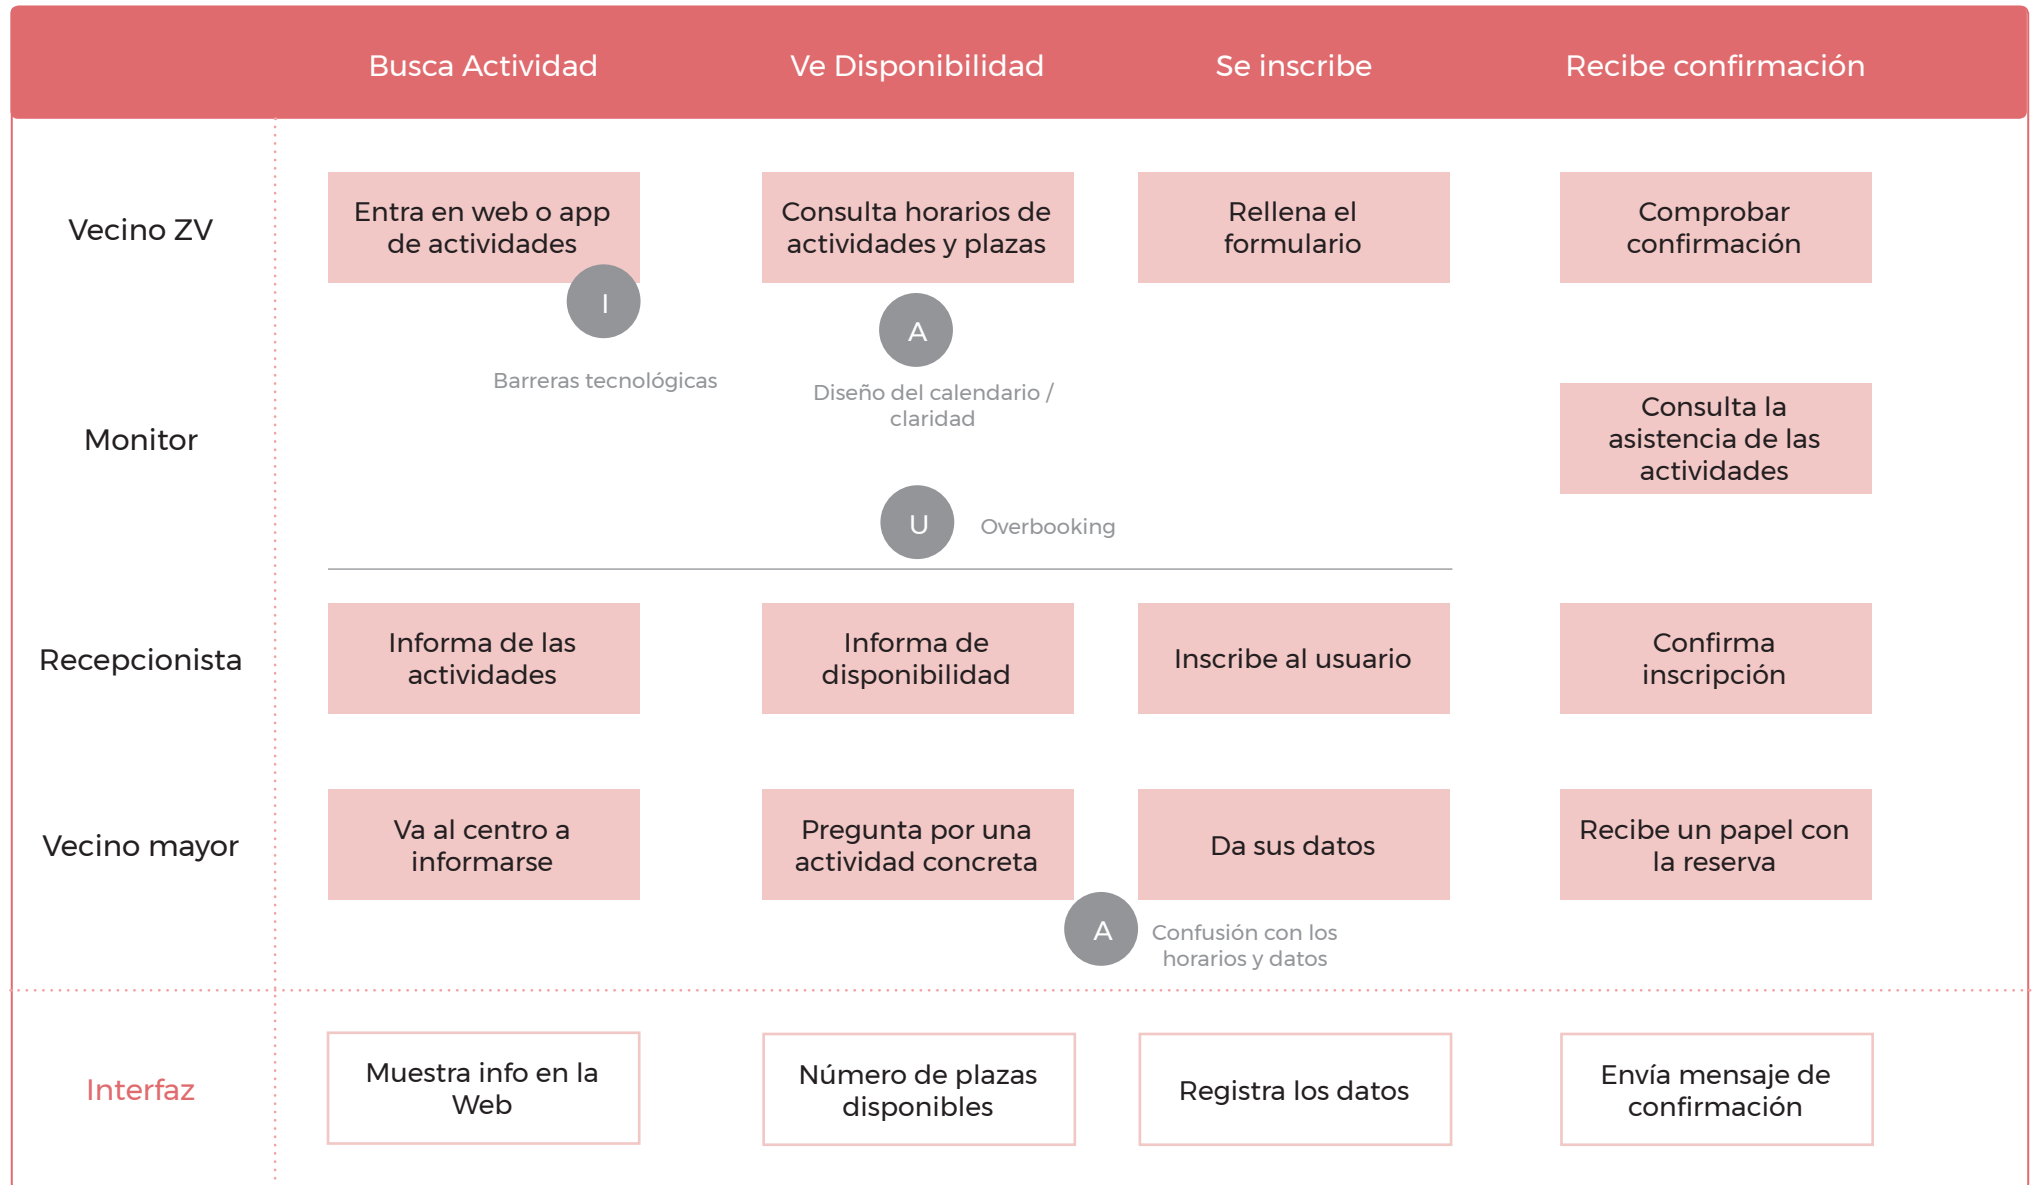 Busca Actividad
Ve Disponibilidad
Se inscribe
Recibe confirmación
Vecino ZV
Entra en web o app
de actividades
Consulta horarios de
actividades y plazas
Rellena el
formulario
Comprobar
confirmación
I
Barreras tecnológicas
A
Diseño del calendario /
claridad
Monitor
Consulta la
asistencia de las
actividades
U
Overbooking
Recepcionista
Informa de las
actividades
Informa de
disponibilidad
Inscribe al usuario
Confirma
inscripción
Vecino mayor
Va al centro a
informarse
Pregunta por una
actividad concreta
Da sus datos
Recibe un papel con
la reserva
A
Confusión con los
horarios y datos
Interfaz
Muestra info en la
Web
Número de plazas
disponibles
Registra los datos
Envía mensaje de
confirmación